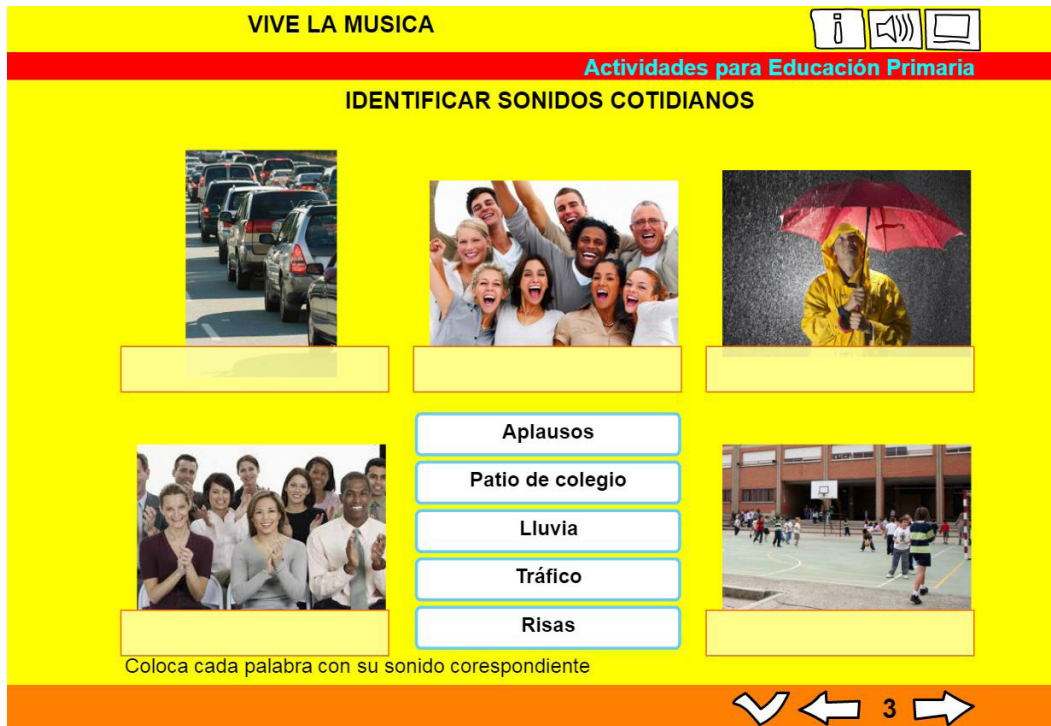 VIVE LA MUSICA
i
Actividades para Educación Primaria
IDENTIFICAR SONIDOS COTIDIANOS
Aplausos
Patio de colegio
Lluvia
Tráfico
Risas
Coloca cada palabra con su sonido corespondiente
3